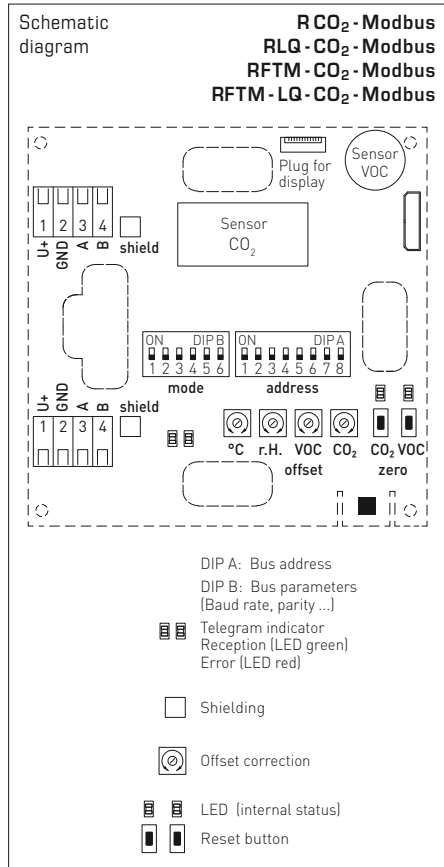 Schematic
diagram
R CO₂ - Modbus
RLQ - CO₂ - Modbus
RFTM - CO₂ - Modbus
RFTM - LQ - CO₂ - Modbus
Plug for
display
Sensor
VOC
Sensor
CO₂
1 2 3 4
U+ GND A B shield
ON DIP B
1 2 3 4 5 6
mode
ON DIP A
1 2 3 4 5 6 7 8
address
U+ GND A B shield
1 2 3 4
°C r.H. VOC CO₂ CO₂ VOC
offset zero
DIP A: Bus address
DIP B: Bus parameters
(Baud rate, parity ...)
Telegram indicator
Reception (LED green)
Error (LED red)
Shielding
Offset correction
LED (internal status)
Reset button